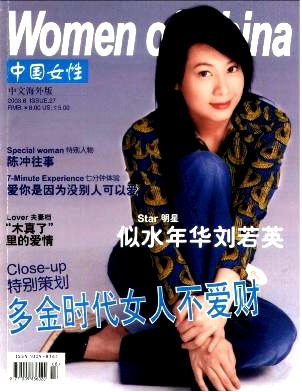 Women of China
中国女性
中文海外版
2003.6 ISSUE.27
Special woman 特别人物
陈冲往事
7-Minute Experience 七分钟体验
爱你是因为没别人可以爱
Lover 夫妻档
“木真了”
里的爱情
Star 明星
似水年华刘若英
Close-up
特别策划
多金时代女人不爱财